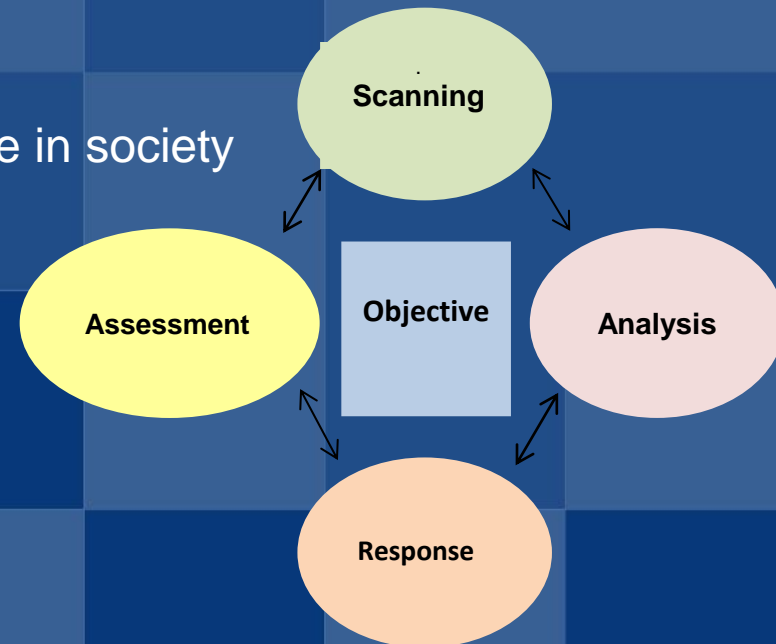 .
Scanning
e in society
Assessment
Objective
Analysis
Response